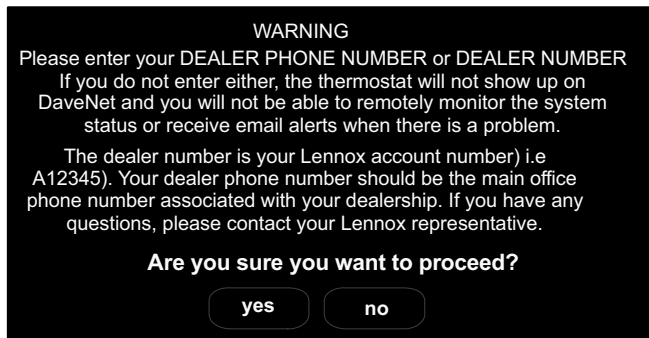 WARNING
Please enter your DEALER PHONE NUMBER or DEALER NUMBER
If you do not enter either, the thermostat will not show up on
DaveNet and you will not be able to remotely monitor the system
status or receive email alerts when there is a problem.
The dealer number is your Lennox account number) i.e
A12345). Your dealer phone number should be the main office
phone number associated with your dealership. If you have any
questions, please contact your Lennox representative.
Are you sure you want to proceed?
yes no